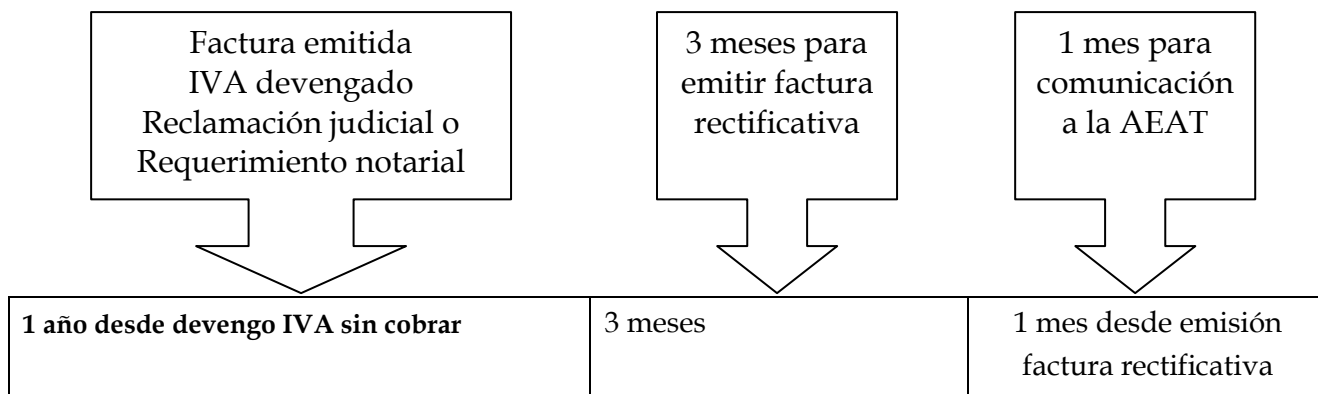 Factura emitida
IVA devengado
Reclamación judicial o
Requerimiento notarial
3 meses para
emitir factura
rectificativa
1 mes para
comunicación
a la AEAT
1 año desde devengo IVA sin cobrar
3 meses
1 mes desde emisión
factura rectificativa